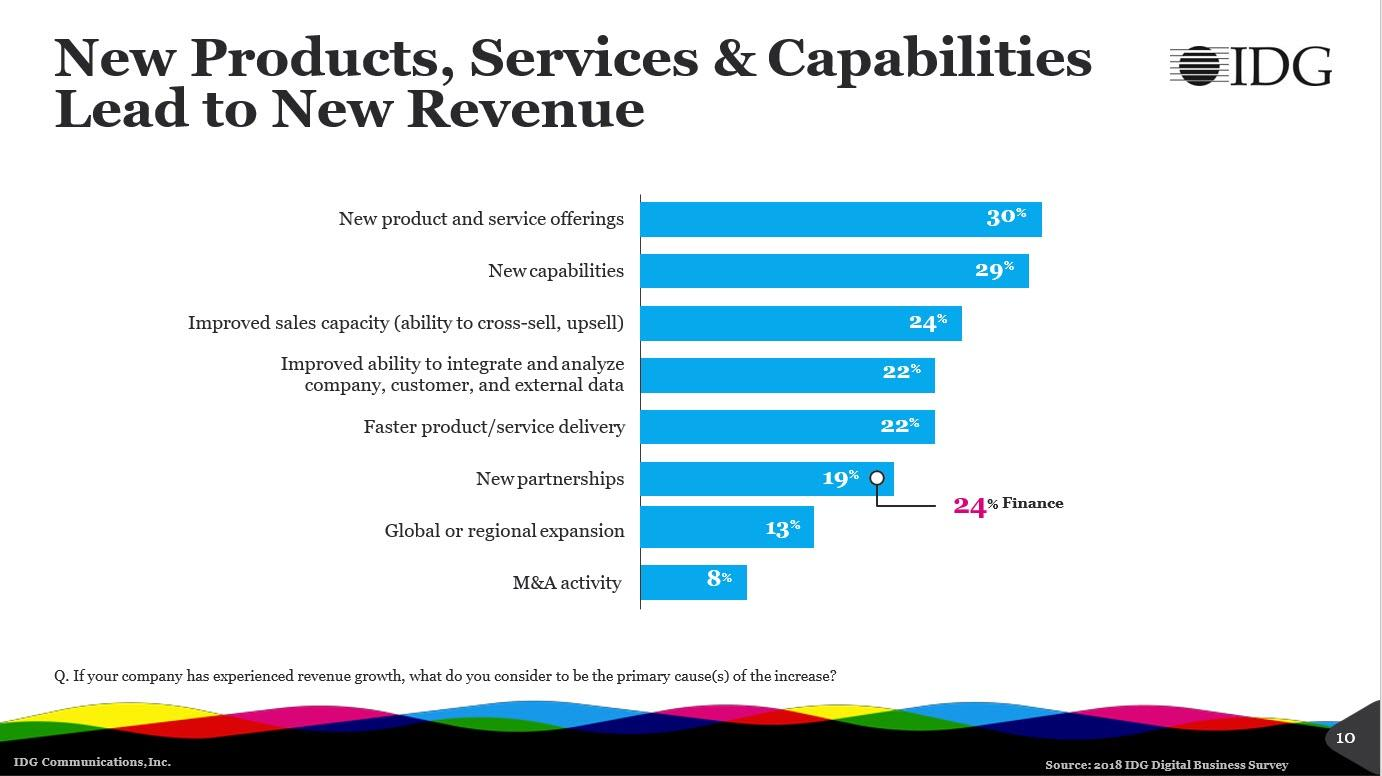 New Products, Services & Capabilities
Lead to New Revenue
IDG
New product and service offerings
30%
New capabilities
29%
Improved sales capacity (ability to cross-sell, upsell)
24%
Improved ability to integrate and analyze
company, customer, and external data
22%
Faster product/service delivery
22%
New partnerships
19%
24% Finance
Global or regional expansion
13%
M&A activity
8%
Q. If your company has experienced revenue growth, what do you consider to be the primary cause(s) of the increase?
10
IDG Communications, Inc.
Source: 2018 IDG Digital Business Survey